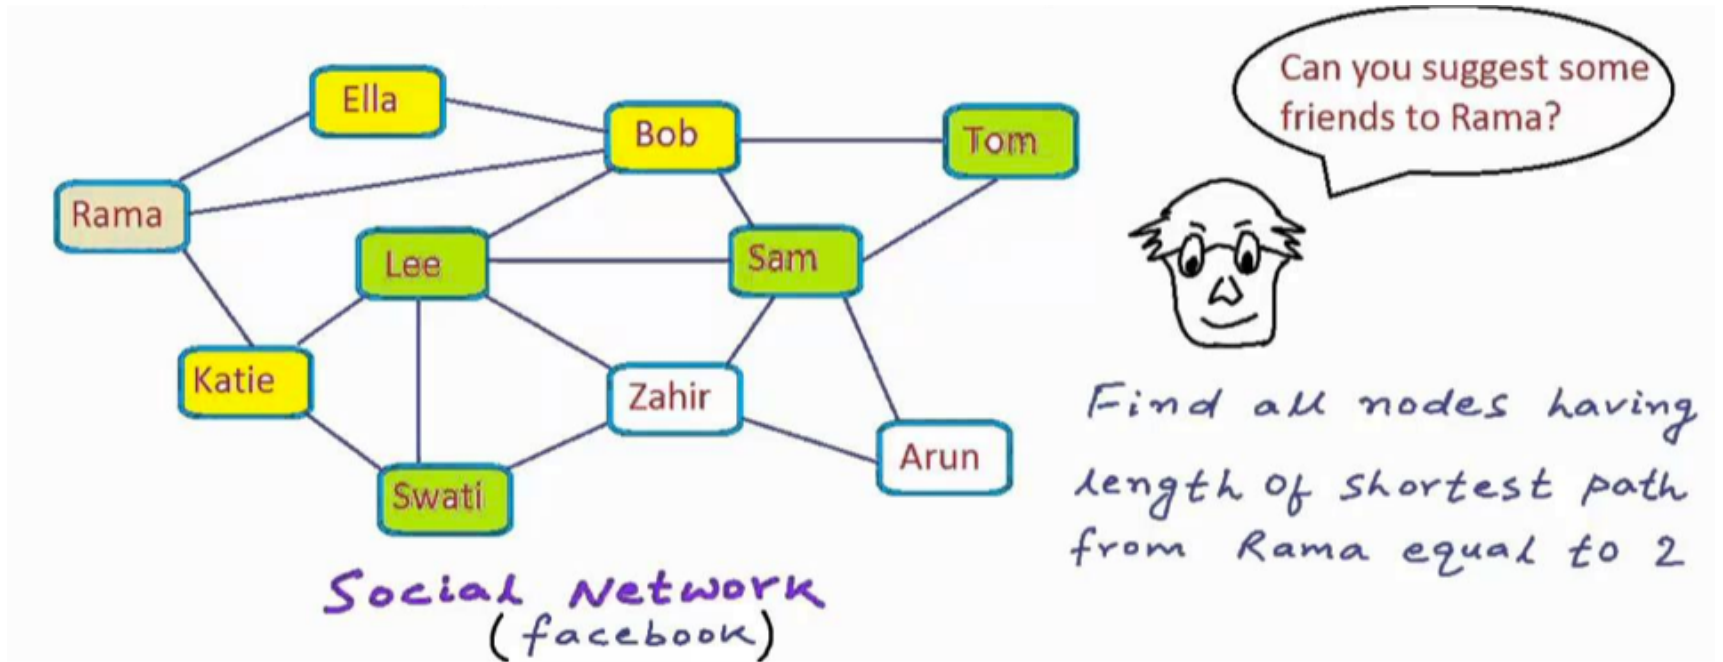 Can you suggest some
friends to Rama?
Ella
Bob
Tom
Rama
Lee
Sam
Katie
Zahir
Arun
Swati
Find all nodes having
length of shortest path
from Rama equal to 2
Social Network
(facebook)